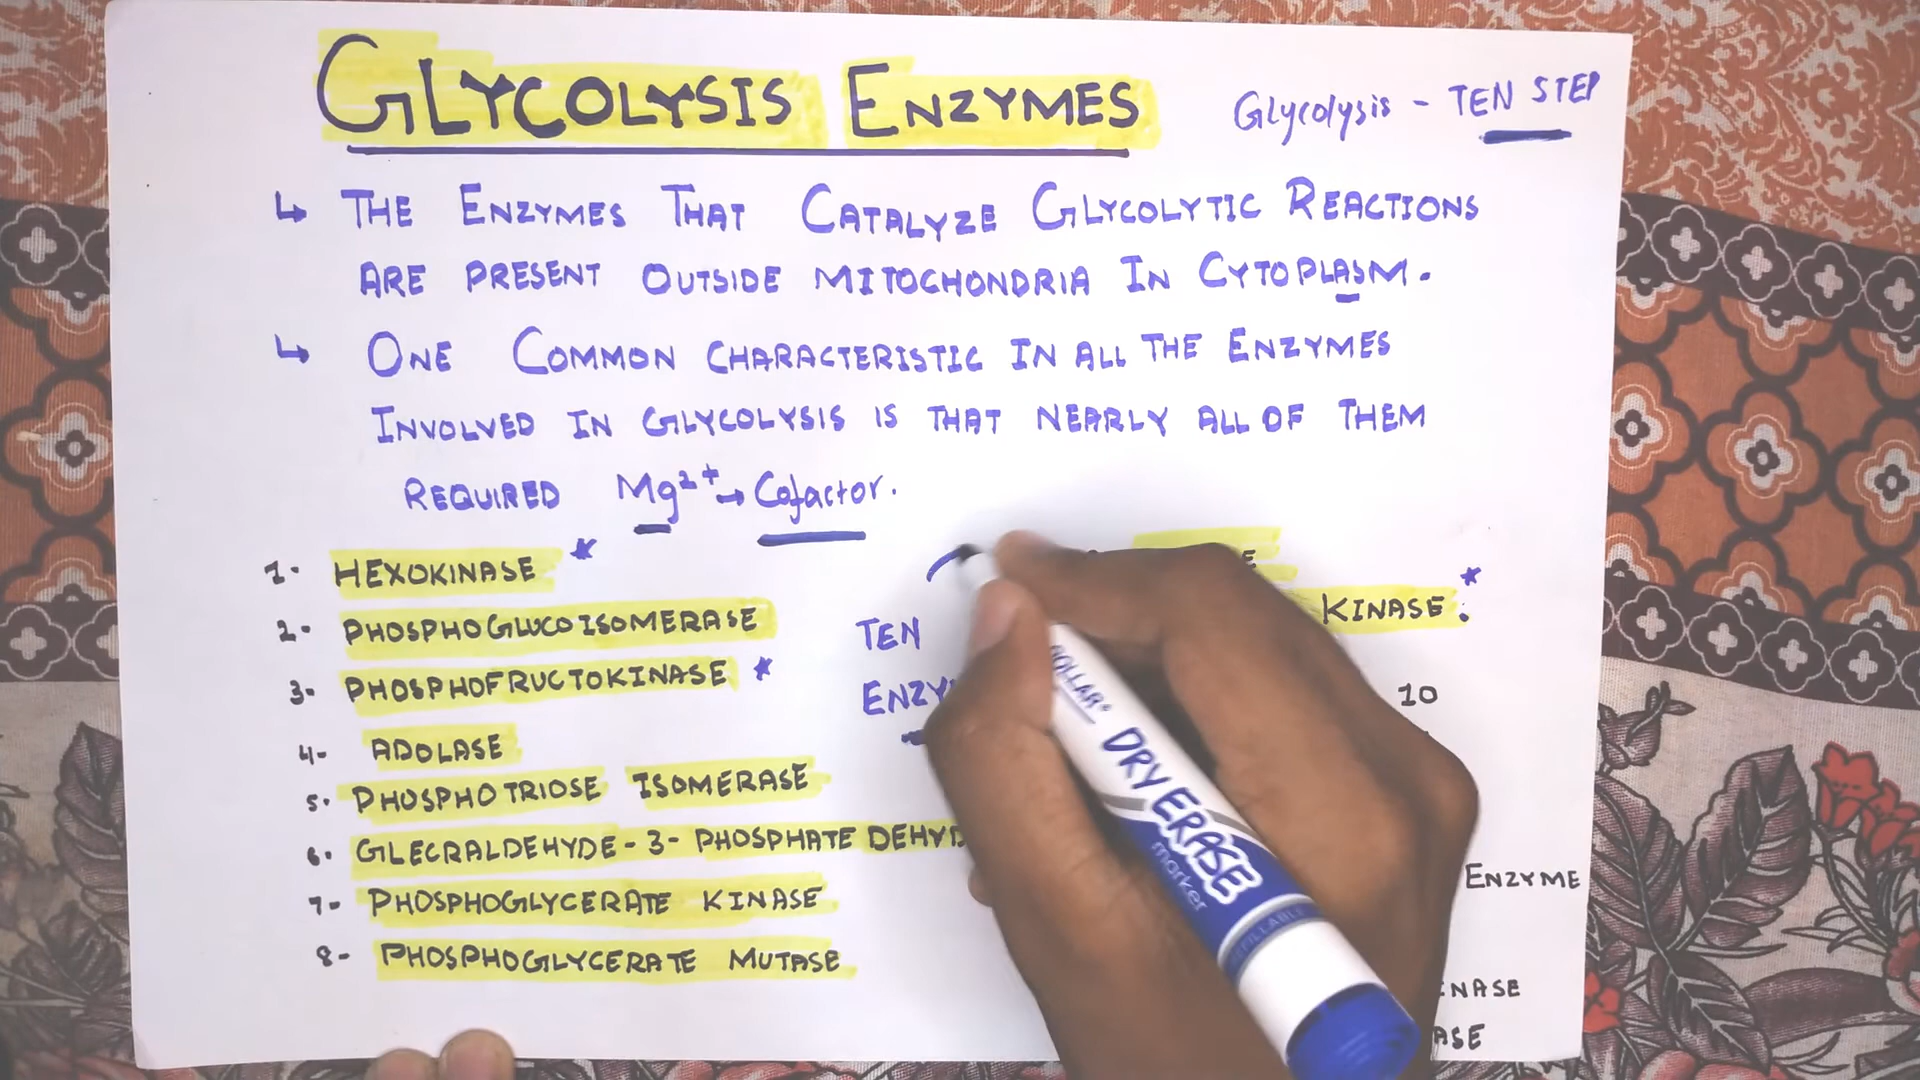 GLYCOLYSIS ENZYMES
Glycolysis - TEN STEP
↳ THE ENZYMES THAT CATALYZE GLYCOLYTIC REACTIONS
ARE PRESENT OUTSIDE MITOCHONDRIA IN CYTOPLASM.
↳ ONE COMMON CHARACTERISTIC IN ALL THE ENZYMES
INVOLVED IN GLYCOLYSIS IS THAT NEARLY ALL OF THEM
REQUIRED Mg²⁺→ Cofactor.
1- HEXOKINASE *
2- PHOSPHOGLUCOISOMERASE
3- PHOSPHOFRUCTOKINASE *
4- ADOLASE
5. PHOSPHOTRIOSE ISOMERASE
6. GLECRALDEHYDE-3-PHOSPHATE
7- PHOSPHOGLYCERATE KINASE
8- PHOSPHOGLYCERATE MUTASE
TEN
KINASE. *
10
ENZYME
DOLLAR®
DRY ERASE
marker